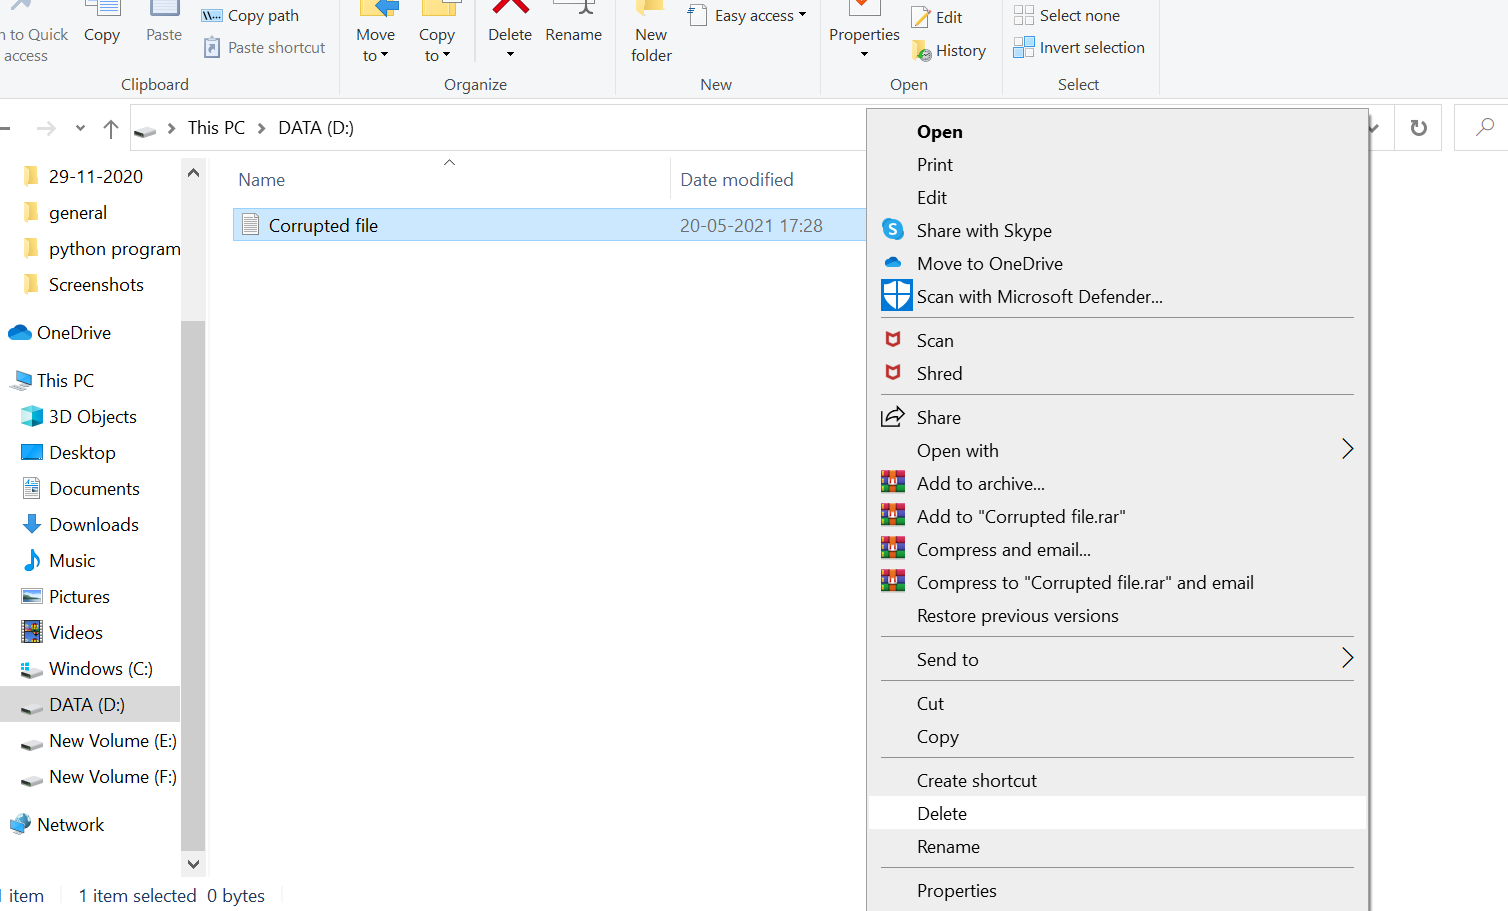 Copy path
Edit
Select none
Easy access
n to Quick
access
Copy
Paste
Paste shortcut
Move
to
Copy
to
Delete
Rename
New
folder
Properties
History
Invert selection
Clipboard
Organize
New
Open
Select
This PC
DATA (D:)
29-11-2020
general
python program
Screenshots
OneDrive
This PC
3D Objects
Desktop
Documents
Downloads
Music
Pictures
Videos
Windows (C:)
DATA (D:)
New Volume (E:)
New Volume (F:)
Network
Name
Date modified
Corrupted file
20-05-2021 17:28
Open
Print
Edit
Share with Skype
Move to OneDrive
Scan with Microsoft Defender...
Scan
Shred
Share
Open with
Add to archive...
Add to "Corrupted file.rar"
Compress and email...
Compress to "Corrupted file.rar" and email
Restore previous versions
Send to
Cut
Copy
Create shortcut
Delete
Rename
Properties
item
1 item selected 0 bytes